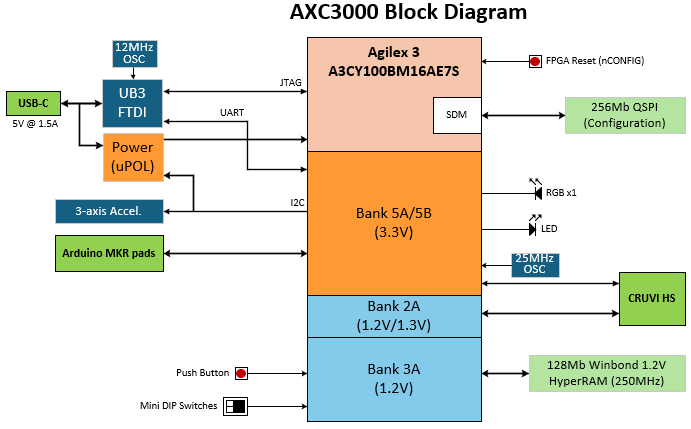 AXC3000 Block Diagram
12MHz
OSC
Agilex 3
A3CY100BM16AE7S
FPGA Reset (nCONFIG)
JTAG
UB3
FTDI
USB-C
5V @ 1.5A
UART
SDM
256Mb QSPI
(Configuration)
Power
(uPOL)
I2C
3-axis Accel.
Bank 5A/5B
(3.3V)
RGB x1
LED
Arduino MKR pads
25MHz
OSC
CRUVI HS
Bank 2A
(1.2V/1.3V)
Push Button
Bank 3A
(1.2V)
128Mb Winbond 1.2V
HyperRAM (250MHz)
Mini DIP Switches